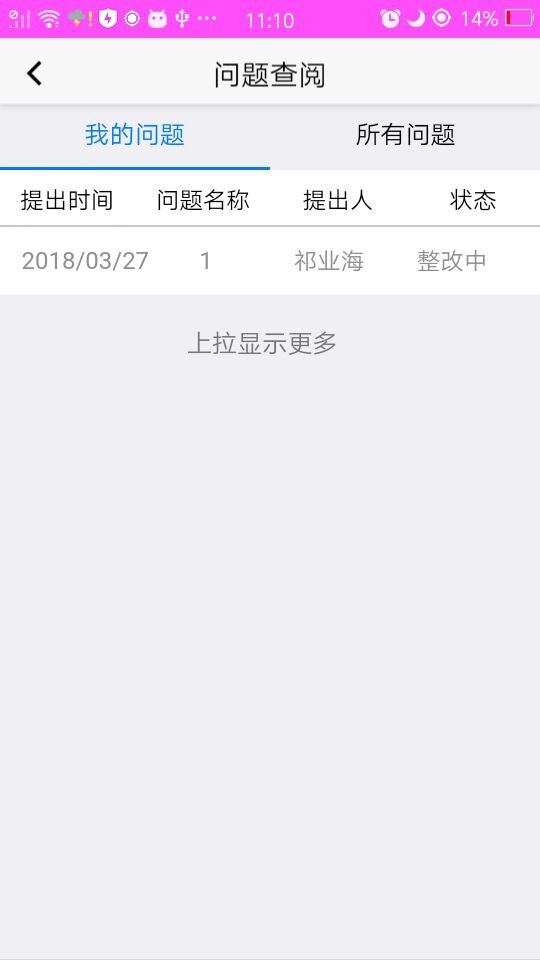 11:10 14%
问题查阅
我的问题 所有问题
提出时间 问题名称 提出人 状态
2018/03/27 1 祁业海 整改中
上拉显示更多